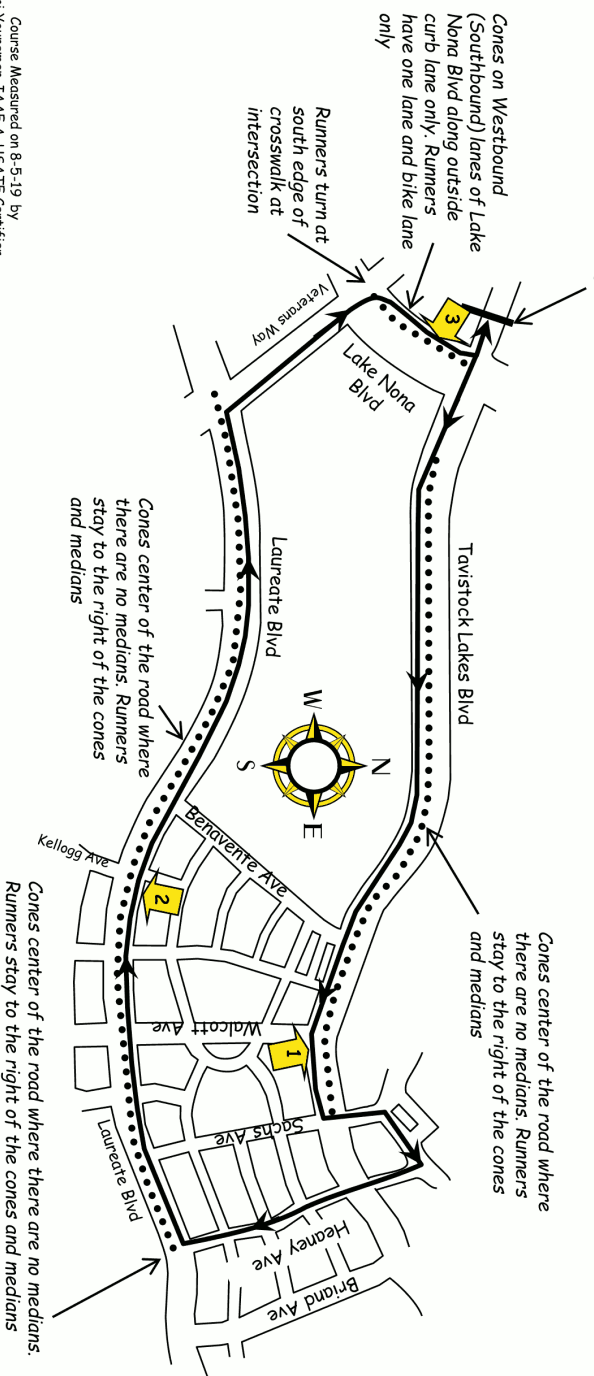 Cones on Westbound
(Southbound) lanes of Lake
Nona Blvd along outside
curb lane only. Runners
have one lane and bike lane
only
Runners turn at
south edge of
crosswalk at
intersection
Course Measured on 8-5-19 by
3
Veterans Way
Lake Nona
Blvd
Tavistock Lakes Blvd
Laureate Blvd
Cones center of the road where
there are no medians. Runners
stay to the right of the cones
and medians
W
N
S
E
Benavente Ave
Kellogg Ave
2
Walcott Ave
1
Cones center of the road where
there are no medians. Runners
stay to the right of the cones
and medians
Sachs Ave
Laureate Blvd
Heaney Ave
Briand Ave
Cones center of the road where there are no medians.
Runners stay to the right of the cones and medians